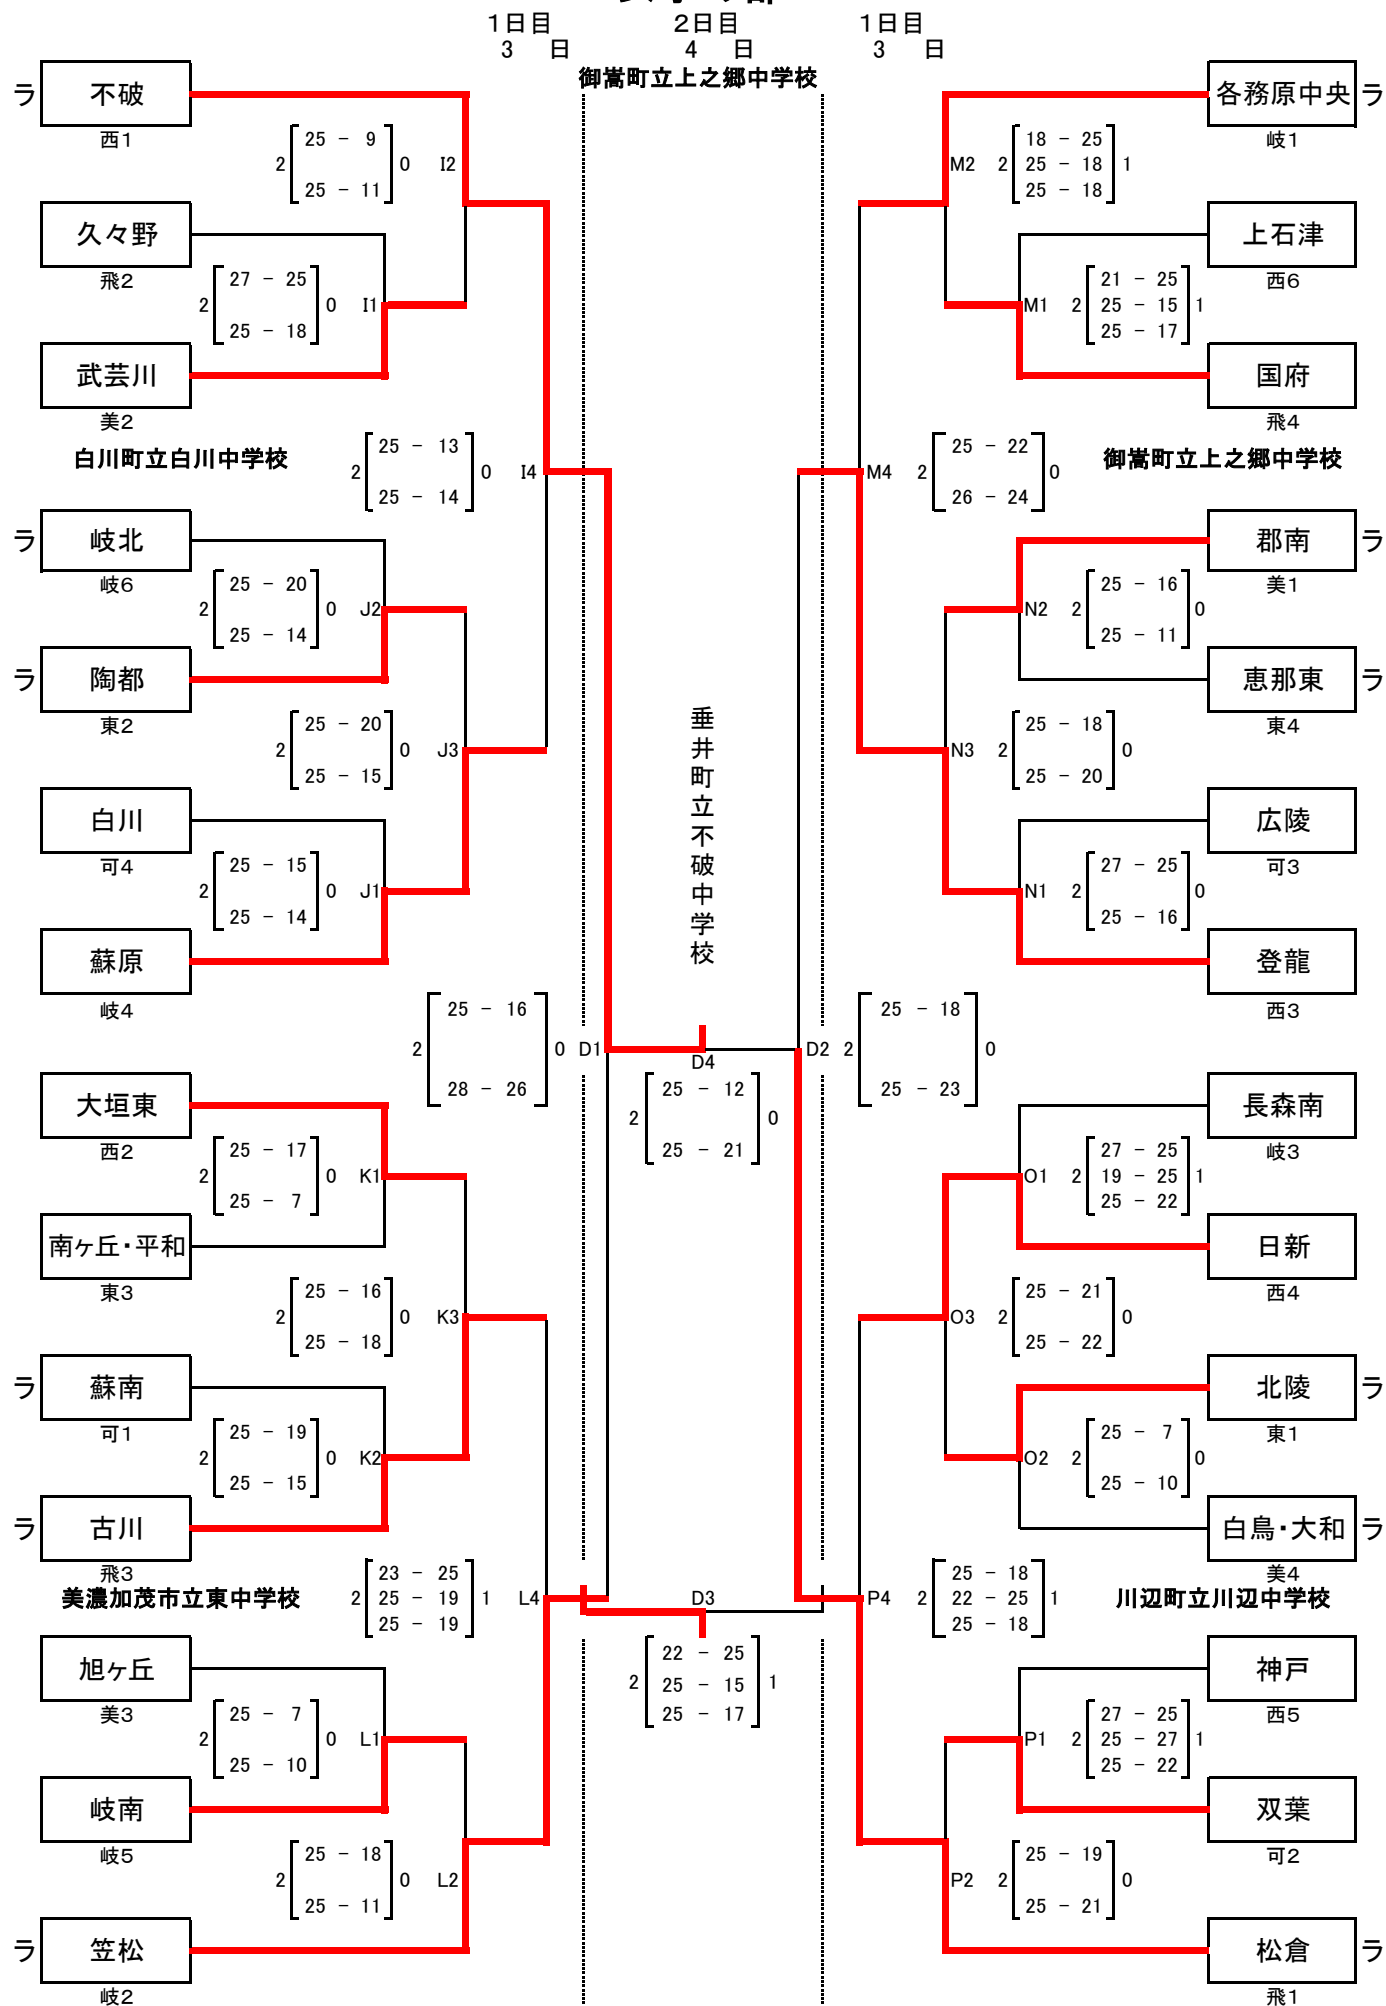 1日目 2日目 1日目
3 日 4 日 3 日
御嵩町立上之郷中学校
ラ 不破
西1
2 25 - 9 0 I2
25 - 11
久々野
飛2
2 27 - 25 0 I1
25 - 18
武芸川
美2
白川町立白川中学校
2 25 - 13 0 I4
25 - 14
ラ 岐北
岐6
2 25 - 20 0 J2
25 - 14
ラ 陶都
東2
2 25 - 20 0 J3
25 - 15
白川
可4
2 25 - 15 0 J1
25 - 14
蘇原
岐4
2 25 - 16 0 D1
28 - 26
大垣東
西2
2 25 - 17 0 K1
25 - 7
南ヶ丘・平和
東3
2 25 - 16 0 K3
25 - 18
ラ 蘇南
可1
2 25 - 19 0 K2
25 - 15
ラ 古川
飛3
美濃加茂市立東中学校
23 - 25
2 25 - 19 1 L4
25 - 19
旭ヶ丘
美3
2 25 - 7 0 L1
25 - 10
岐南
岐5
2 25 - 18 0 L2
25 - 11
ラ 笠松
岐2
垂井町立不破中学校
D4
2 25 - 12 0
25 - 21
D3
22 - 25
2 25 - 15 1
25 - 17
各務原中央 ラ
岐1
18 - 25
M2 2 25 - 18 1
25 - 18
上石津
西6
21 - 25
M1 2 25 - 15 1
25 - 17
国府
飛4
御嵩町立上之郷中学校
M4 2 25 - 22 0
26 - 24
郡南 ラ
美1
N2 2 25 - 16 0
25 - 11
恵那東 ラ
東4
N3 2 25 - 18 0
25 - 20
広陵
可3
N1 2 27 - 25 0
25 - 16
登龍
西3
D2 2 25 - 18 0
25 - 23
長森南
岐3
27 - 25
O1 2 19 - 25 1
25 - 22
日新
西4
O3 2 25 - 21 0
25 - 22
北陵 ラ
東1
O2 2 25 - 7 0
25 - 10
白鳥・大和 ラ
美4
川辺町立川辺中学校
25 - 18
P4 2 22 - 25 1
25 - 18
神戸
西5
27 - 25
P1 2 25 - 27 1
25 - 22
双葉
可2
P2 2 25 - 19 0
25 - 21
松倉 ラ
飛1